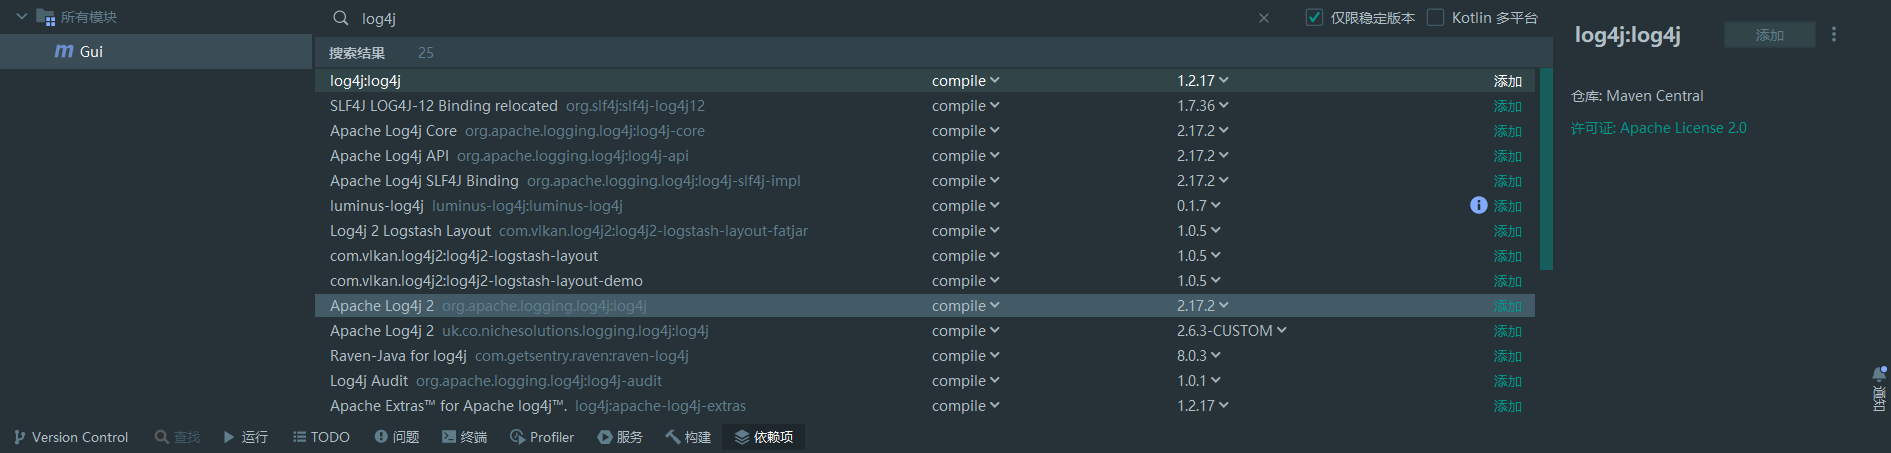 所有模块
Gui
log4j
仅限稳定版本
Kotlin 多平台
搜索结果 25
log4j:log4j compile 1.2.17 添加
SLF4J LOG4J-12 Binding relocated org.slf4j:slf4j-log4j12 compile 1.7.36 添加
Apache Log4j Core org.apache.logging.log4j:log4j-core compile 2.17.2 添加
Apache Log4j API org.apache.logging.log4j:log4j-api compile 2.17.2 添加
Apache Log4j SLF4J Binding org.apache.logging.log4j:log4j-slf4j-impl compile 2.17.2 添加
luminus-log4j luminus-log4j:luminus-log4j compile 0.1.7 添加
Log4j 2 Logstash Layout com.vlkan.log4j2:log4j2-logstash-layout-fatjar compile 1.0.5 添加
com.vlkan.log4j2:log4j2-logstash-layout compile 1.0.5 添加
com.vlkan.log4j2:log4j2-logstash-layout-demo compile 1.0.5 添加
Apache Log4j 2 org.apache.logging.log4j:log4j compile 2.17.2 添加
Apache Log4j 2 uk.co.nichesolutions.logging.log4j:log4j compile 2.6.3-CUSTOM 添加
Raven-Java for log4j com.getsentry.raven:raven-log4j compile 8.0.3 添加
Log4j Audit org.apache.logging.log4j:log4j-audit compile 1.0.1 添加
Apache Extras™ for Apache log4j™. log4j:apache-log4j-extras compile 1.2.17 添加
log4j:log4j 添加
仓库: Maven Central
许可证: Apache License 2.0
通知
Version Control 查找 运行 TODO 问题 终端 Profiler 服务 构建 依赖项